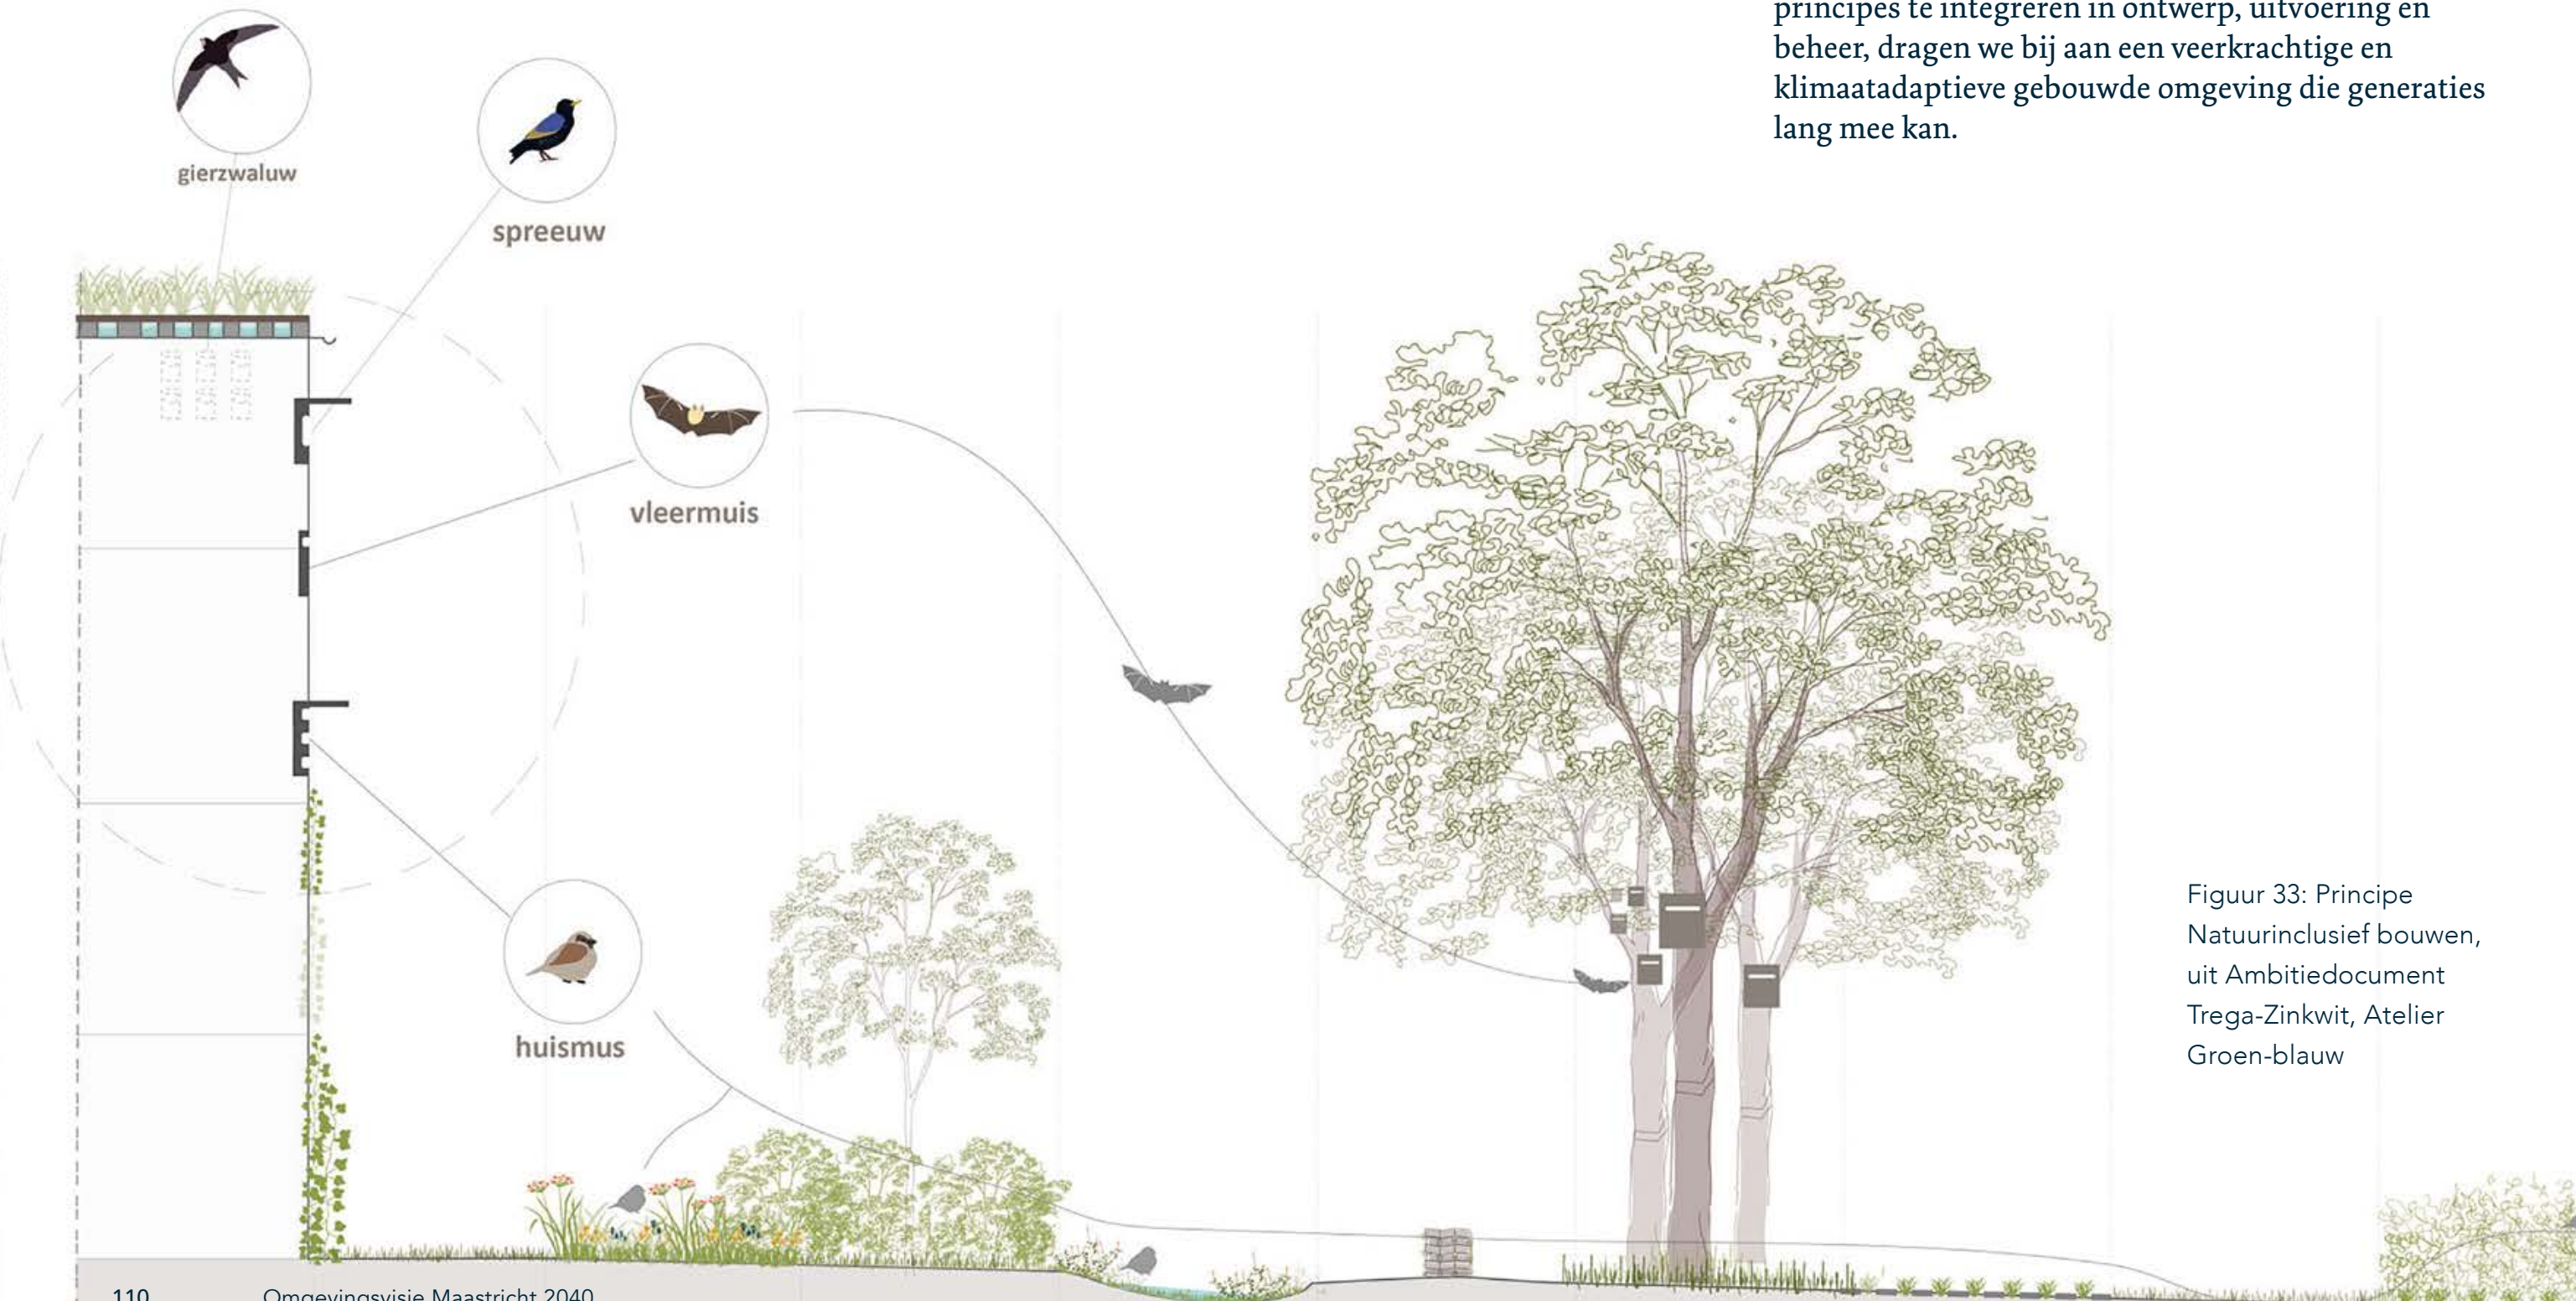 principes te integreren in ontwerp, uitvoering en
beheer, dragen we bij aan een veerkrachtige en
klimaatadaptieve gebouwde omgeving die generaties
lang mee kan.
gierzwaluw
spreeuw
vleermuis
huismus
Figuur 33: Principe
Natuurinclusief bouwen,
uit Ambitiedocument
Trega-Zinkwit, Atelier
Groen-blauw
110 Omgevingsvisie Maastricht 2040